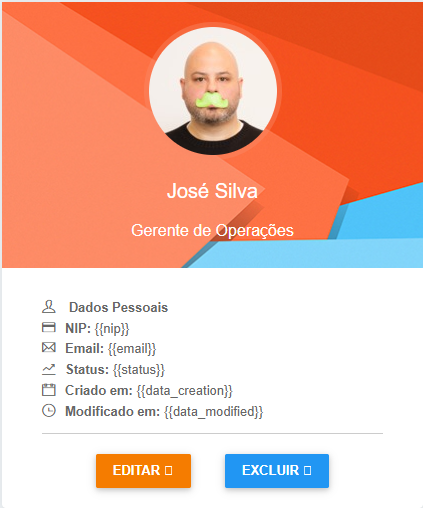 José Silva
Gerente de Operações
Dados Pessoais
NIP: {{nip}}
Email: {{email}}
Status: {{status}}
Criado em: {{data_creation}}
Modificado em: {{data_modified}}
EDITAR
EXCLUIR